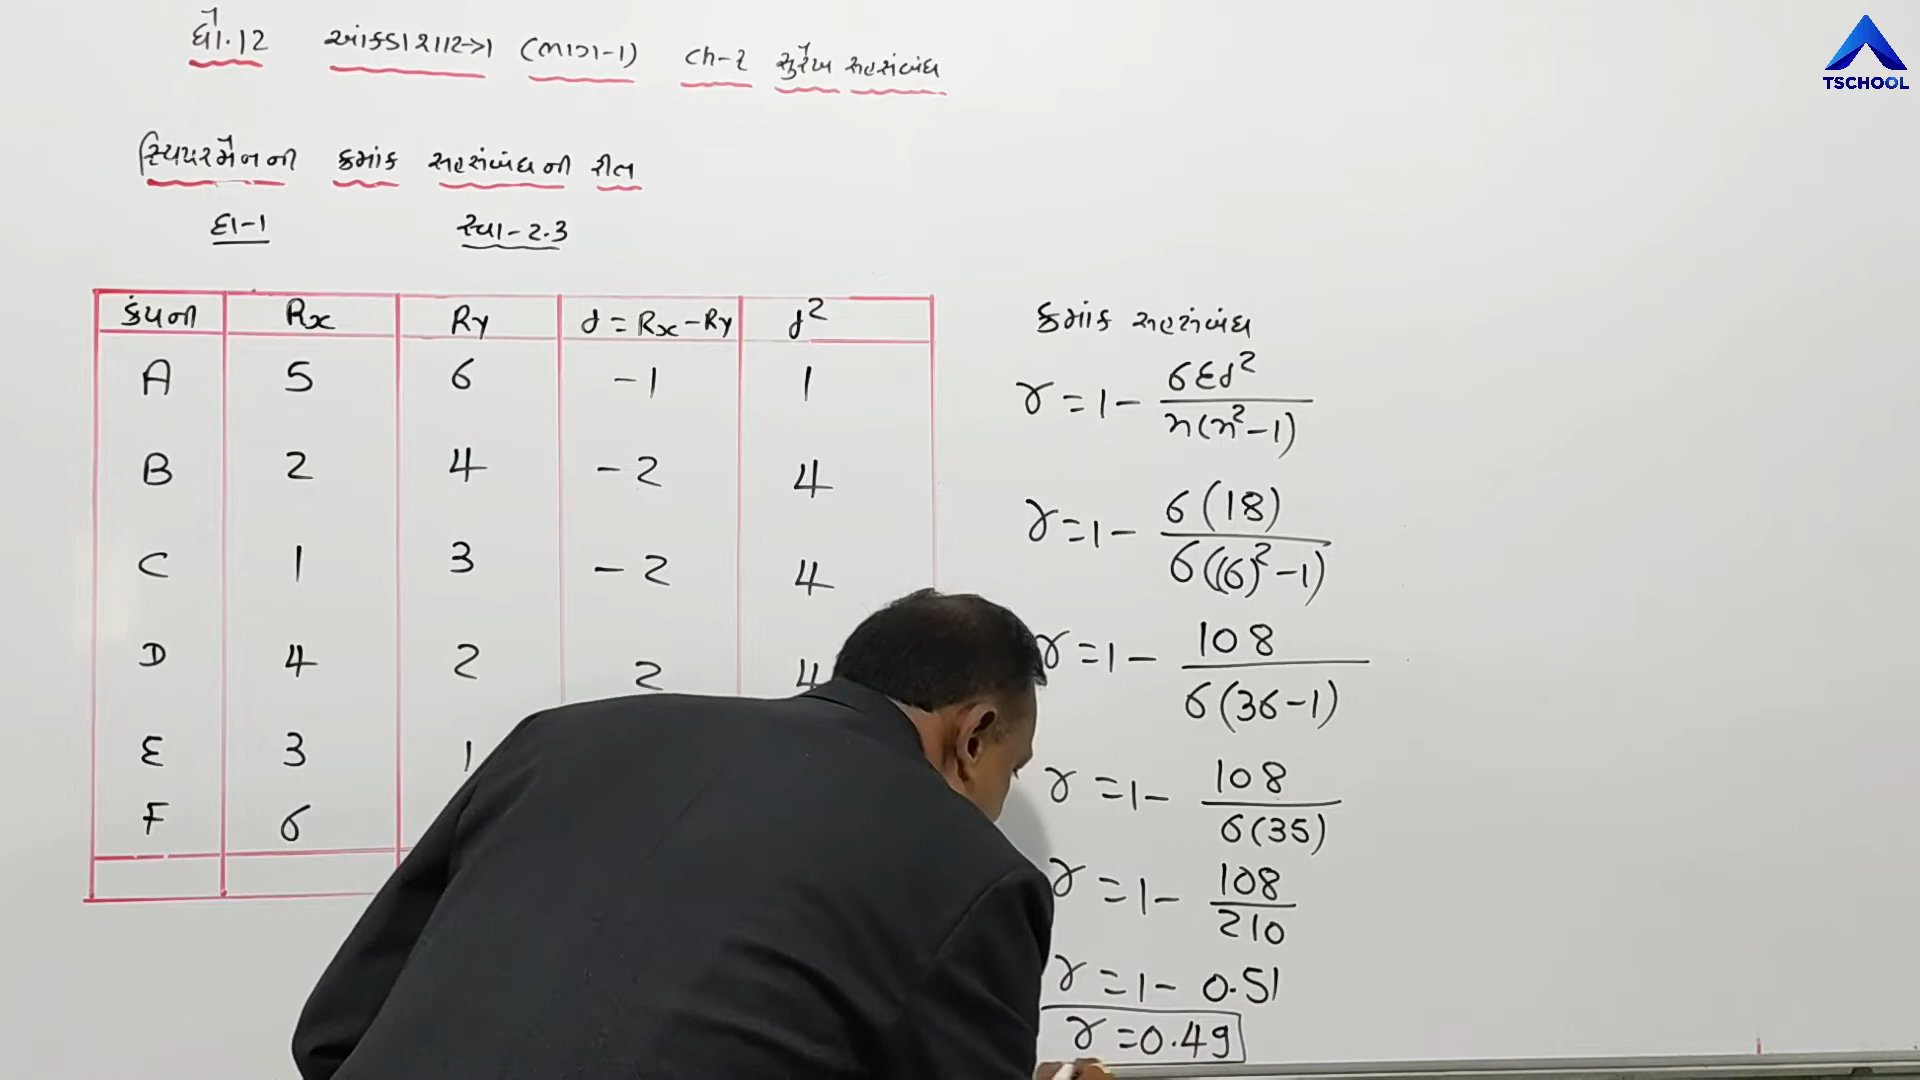 ધો.12 આંકડાશાસ્ત્ર (ભાગ-1) Ch-2 સુરેખ સહસંબંધ
સ્પિયરમેનની ક્રમાંક સહસંબંધની રીત
દા-1 સ્વા-2.3
કંપની Rx Ry d = Rx - Ry d²
A 5 6 -1 1
B 2 4 -2 4
C 1 3 -2 4
D 4 2 2 4
E 3 1
F 6
ક્રમાંક સહસંબંધ
r = 1 - 6Σd² / n(n²-1)
r = 1 - 6(18) / 6((6)²-1)
r = 1 - 108 / 6(36-1)
r = 1 - 108 / 6(35)
r = 1 - 108 / 210
r = 1 - 0.51
r = 0.49
TSCHOOL